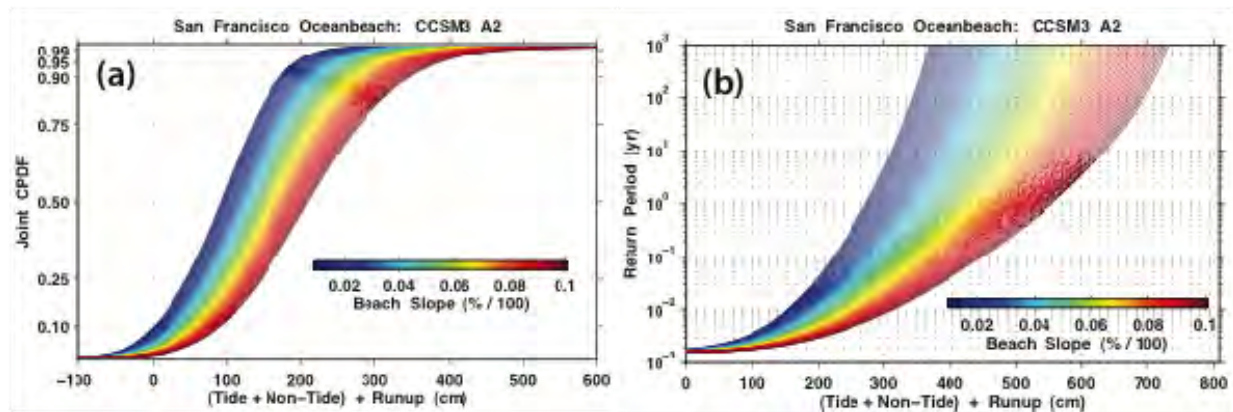 San Francisco Oceanbeach: CCSM3 A2
(a)
Joint CPDF
0.99
0.95
0.90
0.75
0.50
0.25
0.10
0.02 0.04 0.06 0.08 0.1
Beach Slope (% / 100)
-100 0 100 200 300 400 500 600
(Tide + Non-Tide) + Runup (cm)
San Francisco Oceanbeach: CCSM3 A2
(b)
Return Period (yr)
10³
10²
10¹
10⁰
10⁻¹
10⁻²
0.02 0.04 0.06 0.08 0.1
Beach Slope (% / 100)
0 100 200 300 400 500 600 700 800
(Tide + Non-Tide) + Runup (cm)